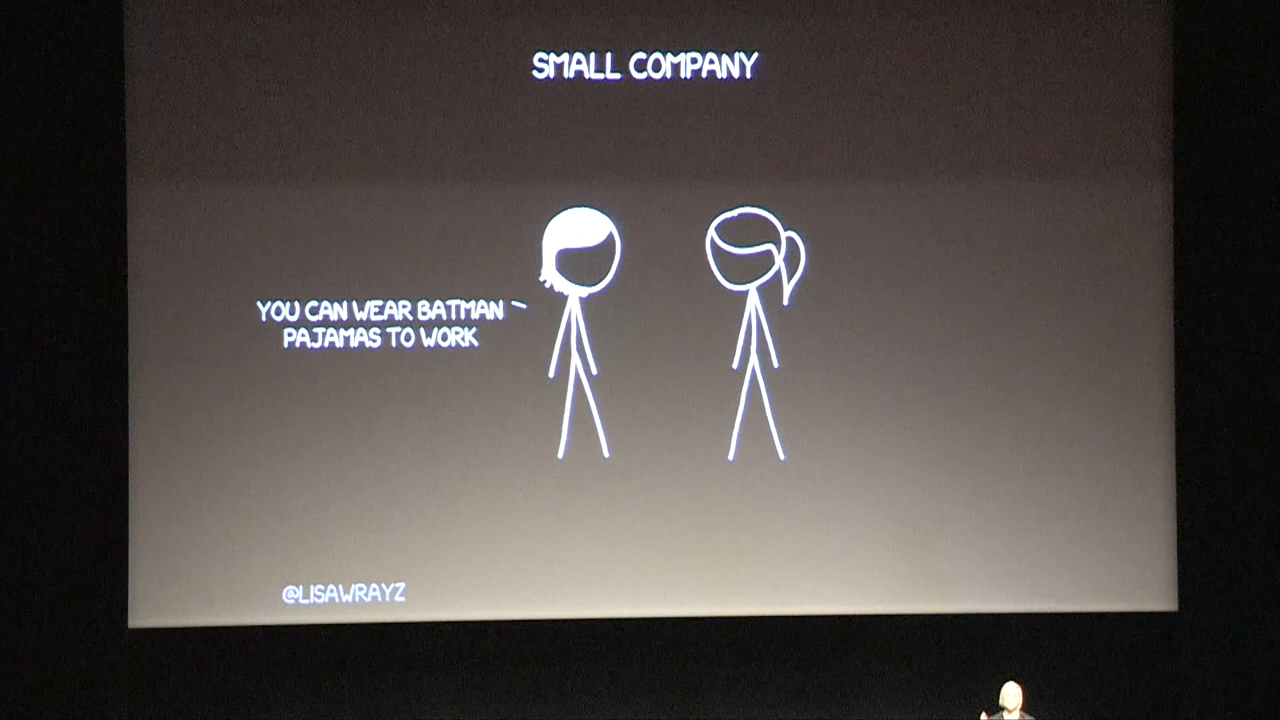 SMALL COMPANY
YOU CAN WEAR BATMAN
PAJAMAS TO WORK
@LISAWRAYZ